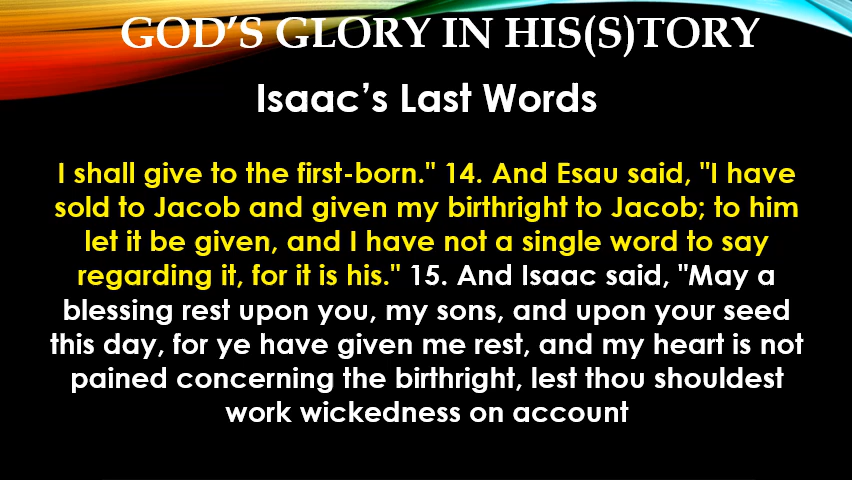 GOD'S GLORY IN HIS(S)TORY
Isaac's Last Words
I shall give to the first-born." 14. And Esau said, "I have
sold to Jacob and given my birthright to Jacob; to him
let it be given, and I have not a single word to say
regarding it, for it is his." 15. And Isaac said, "May a
blessing rest upon you, my sons, and upon your seed
this day, for ye have given me rest, and my heart is not
pained concerning the birthright, lest thou shouldest
work wickedness on account